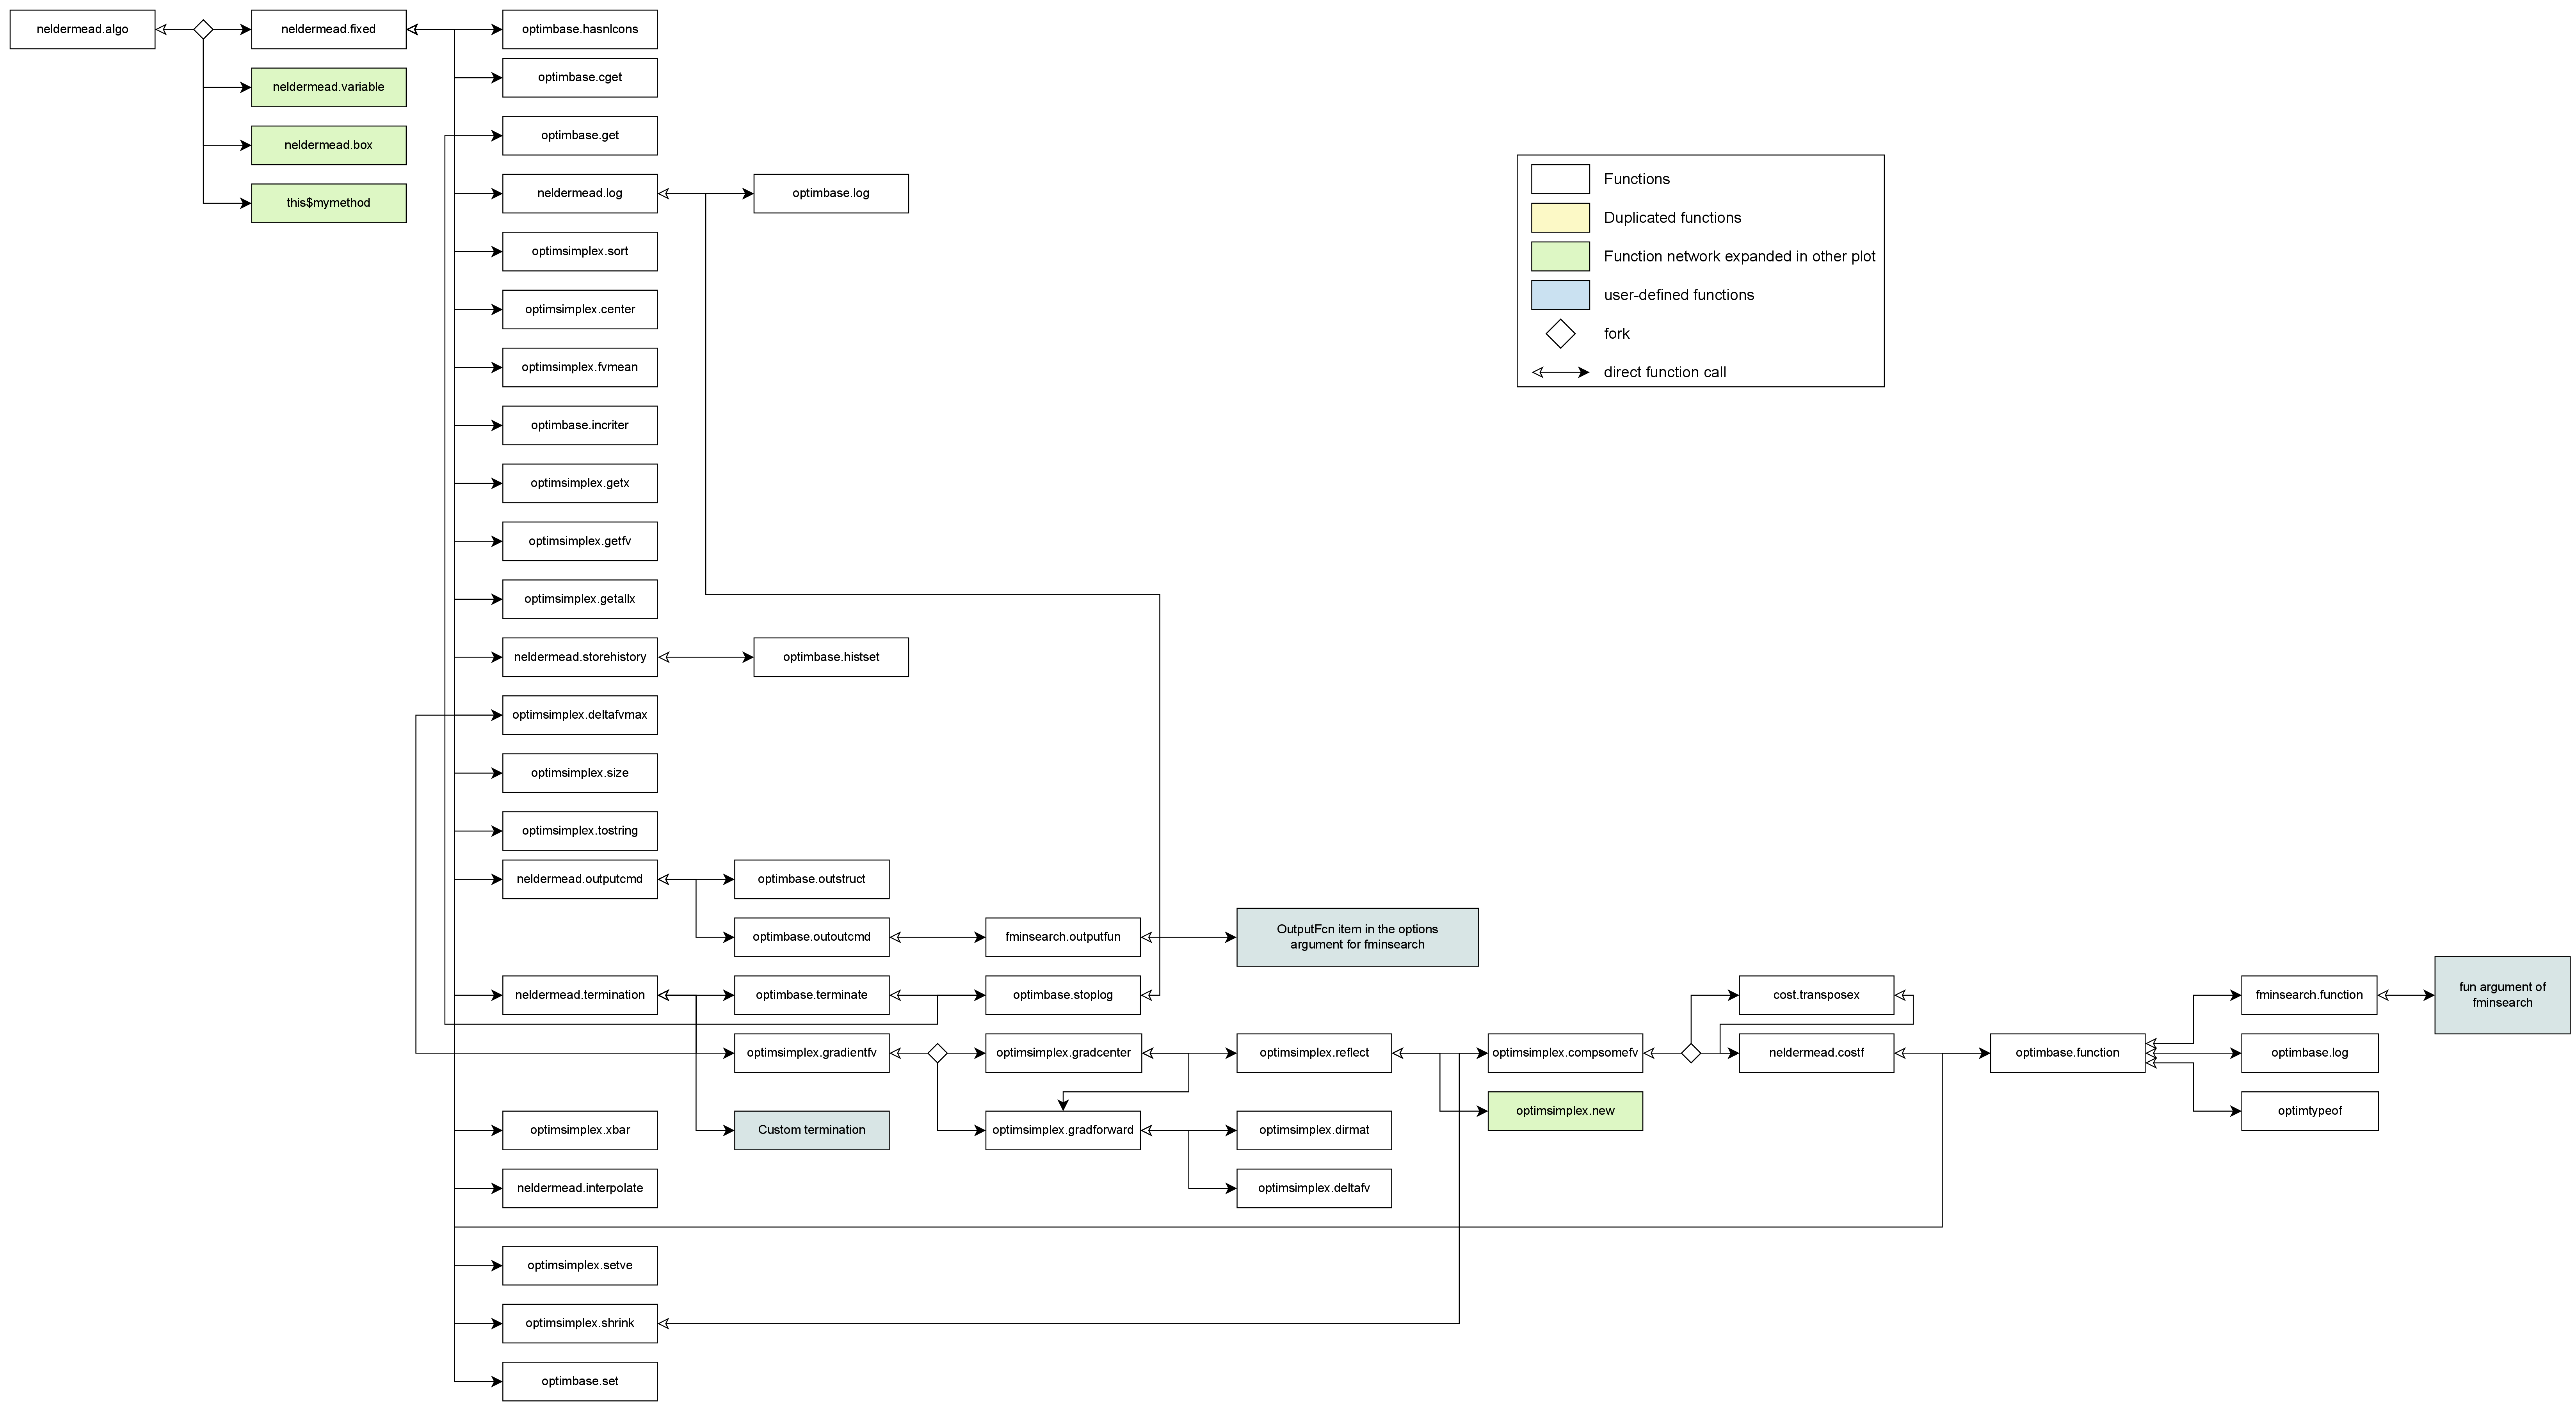 neldermead.algo
neldermead.fixed
optimbase.hasnlcons
optimbase.cget
neldermead.variable
optimbase.get
neldermead.box
neldermead.log
optimbase.log
this$mymethod
Functions
Duplicated functions
Function network expanded in other plot
user-defined functions
fork
direct function call
optimsimplex.sort
optimsimplex.center
optimsimplex.fvmean
optimbase.incriter
optimsimplex.getx
optimsimplex.getfv
optimsimplex.getallx
neldermead.storehistory
optimbase.histset
optimsimplex.deltafvmax
optimsimplex.size
optimsimplex.tostring
neldermead.outputcmd
optimbase.outstruct
optimbase.outoutcmd
fminsearch.outputfun
OutputFcn item in the options
argument for fminsearch
neldermead.termination
optimbase.terminate
optimbase.stoplog
cost.transposex
fminsearch.function
fun argument of
fminsearch
optimsimplex.gradientfv
optimsimplex.gradcenter
optimsimplex.reflect
optimsimplex.compsomefv
neldermead.costf
optimbase.function
optimbase.log
optimsimplex.new
optimtypeof
optimsimplex.xbar
Custom termination
optimsimplex.gradforward
optimsimplex.dirmat
neldermead.interpolate
optimsimplex.deltafv
optimsimplex.setve
optimsimplex.shrink
optimbase.set